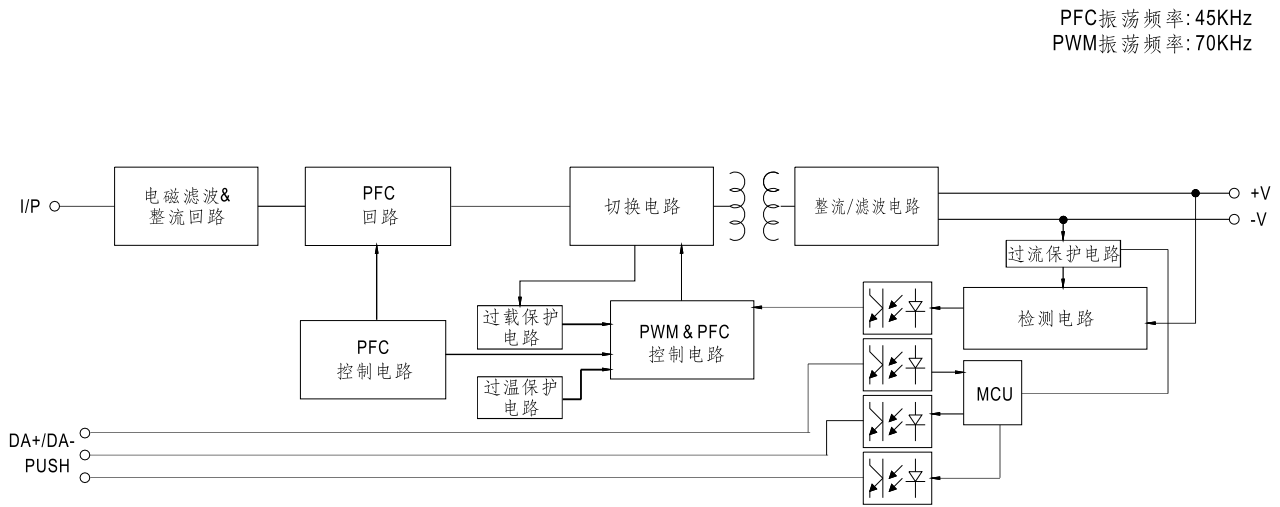 PFC振荡频率: 45KHz
PWM振荡频率: 70KHz
I/P
电磁滤波&
整流回路
PFC
回路
切换电路
整流/滤波电路
+V
-V
过流保护电路
检测电路
过载保护
电路
PWM & PFC
控制电路
PFC
控制电路
过温保护
电路
MCU
DA+/DA-
PUSH